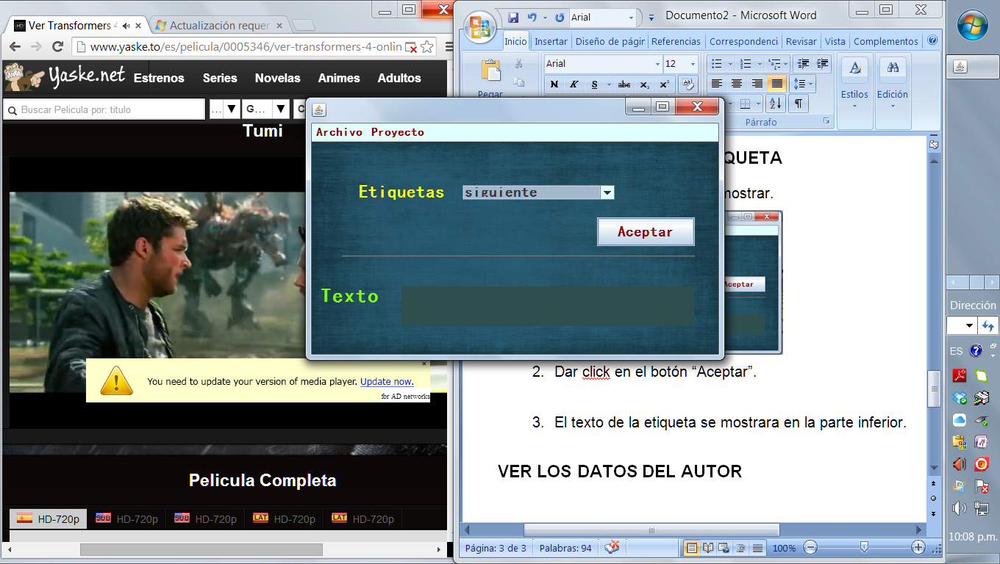 Ver Transformers 4
Actualización requer
www.yaske.to/es/pelicula/0005346/ver-transformers-4-onlin
Yaske.net
Estrenos Series Novelas Animes Adultos
Buscar Pelicula por: titulo
... G... C
Tumi
You need to update your version of media player. Update now.
for AD networks
Pelicula Completa
HD-720p SUB HD-720p SUB HD-720p LAT HD-720p LAT HD-720p
Arial
Documento2 - Microsoft Word
Inicio Insertar Diseño de págir Referencias Correspondenci Revisar Vista Complementos
Pegar
Arial 12
N K S abc x₂ x²
Párrafo
Estilos
Edición
QUETA
mostrar.
Aceptar
2. Dar click en el botón “Aceptar”.
3. El texto de la etiqueta se mostrara en la parte inferior.
VER LOS DATOS DEL AUTOR
Página: 3 de 3 Palabras: 94 100%
Archivo Proyecto
Etiquetas siguiente
Aceptar
Texto
Dirección
ES
10:08 p.m.